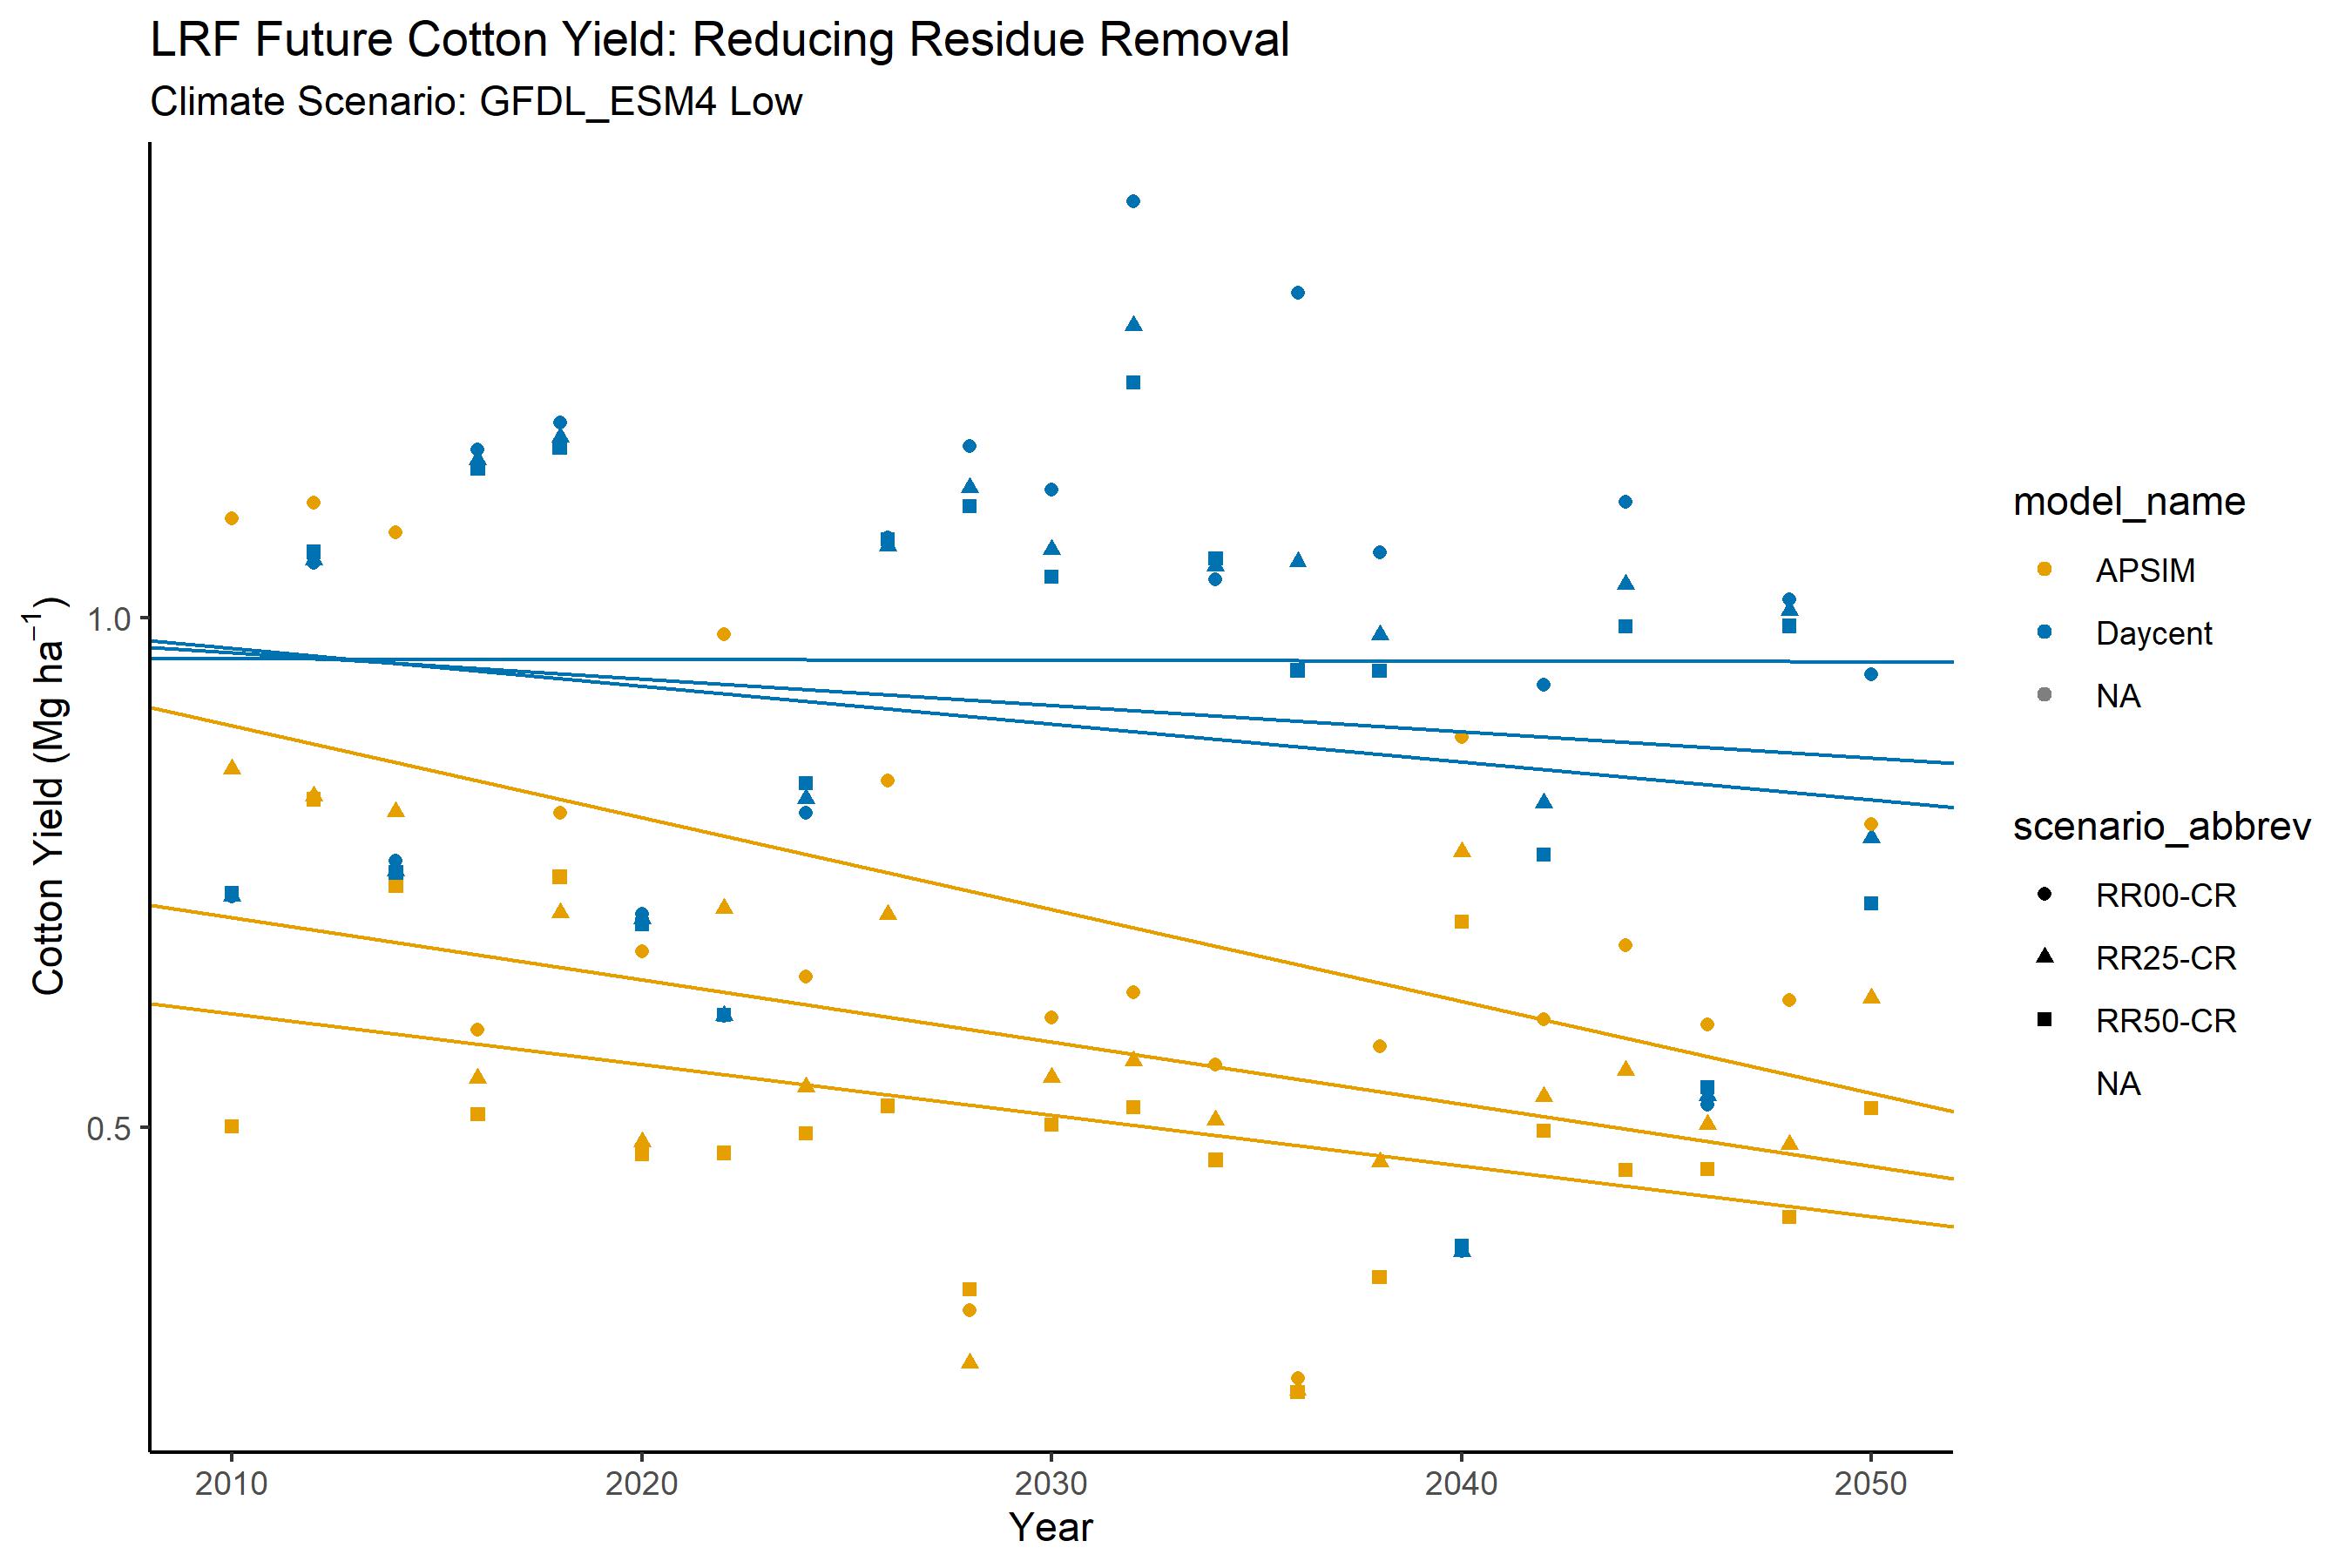 LRF Future Cotton Yield: Reducing Residue Removal
Climate Scenario: GFDL_ESM4 Low
Cotton Yield (Mg ha⁻¹)
1.0
0.5
2010
2020
2030
2040
2050
Year
model_name
APSIM
Daycent
NA
scenario_abbrev
RR00-CR
RR25-CR
RR50-CR
NA